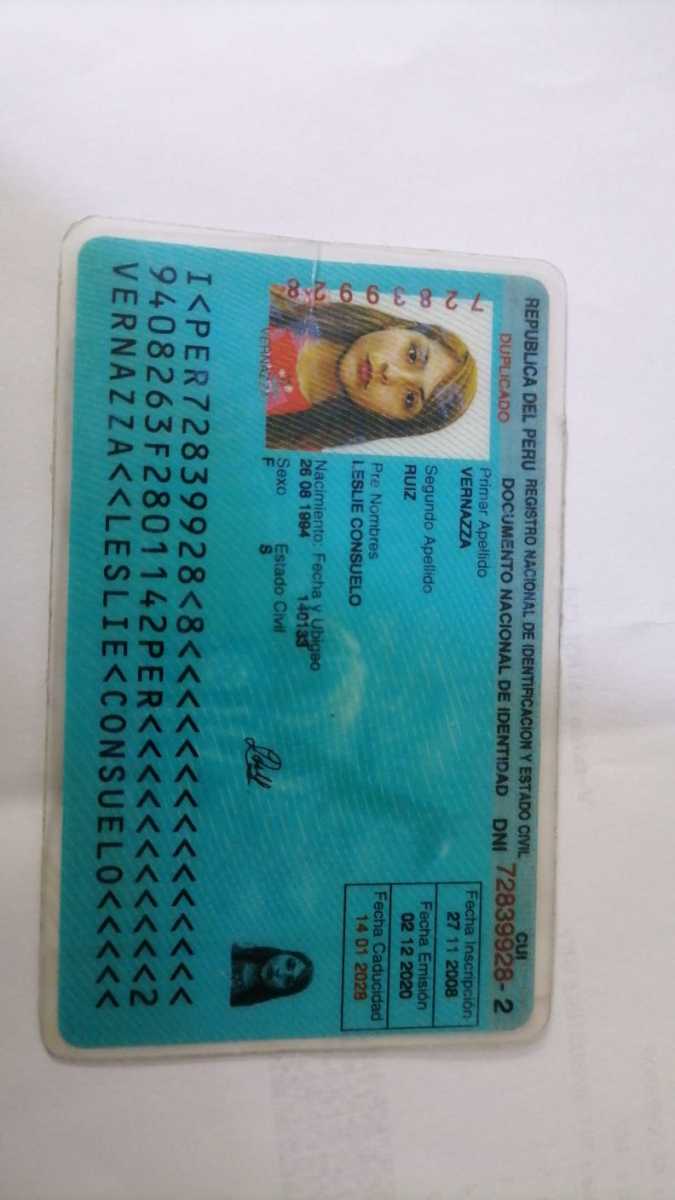 REPUBLICA DEL PERU REGISTRO NACIONAL DE IDENTIFICACION Y ESTADO CIVIL
DUPLICADO
DOCUMENTO NACIONAL DE IDENTIDAD DNI 72839928 - 2
CUI
Primer Apellido
VERNAZZA
Segundo Apellido
RUIZ
Pre Nombres
LESLIE CONSUELO
Nacimiento: Fecha y Ubigeo
26 08 1994 140133
Sexo Estado Civil
F S
Fecha Inscripción
27 11 2008
Fecha Emisión
02 12 2020
Fecha Caducidad
14 01 2028
72839928
VERNAZZA
I<PER72839928<8<<<<<<<<<<<<<<<
9408263F2801142PER<<<<<<<<<<<2
VERNAZZA<<LESLIE<CONSUELO<<<<<